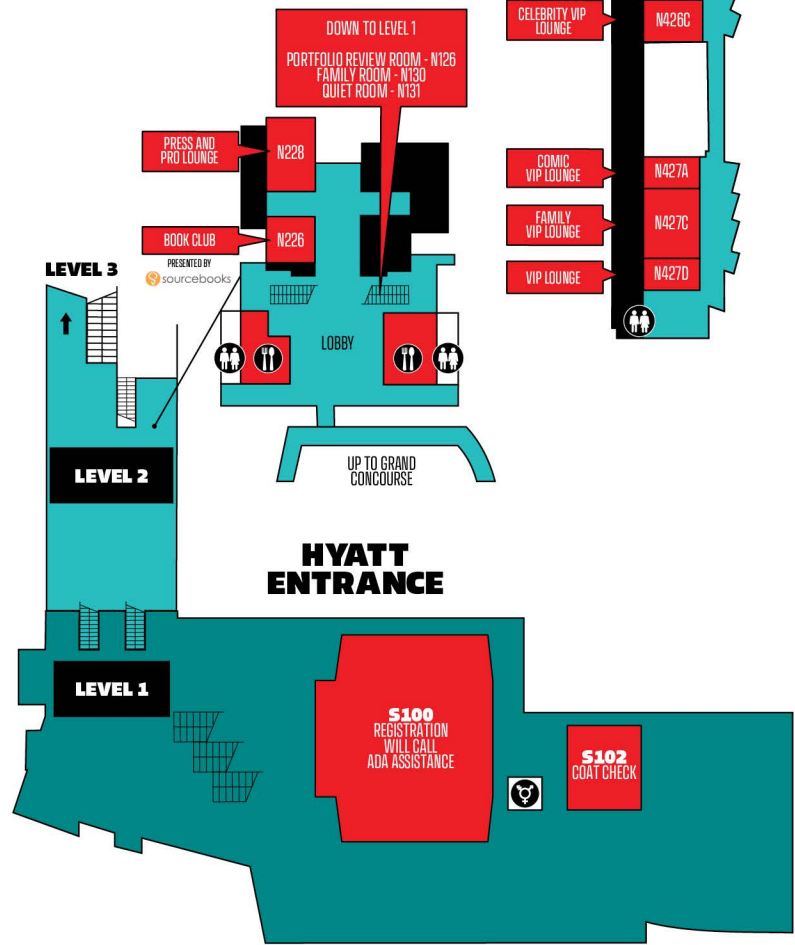 CELEBRITY VIP
LOUNGE
N426C
DOWN TO LEVEL 1
PORTFOLIO REVIEW ROOM - N126
FAMILY ROOM - N130
QUIET ROOM - N131
PRESS AND
PRO LOUNGE
N228
COMIC
VIP LOUNGE
N427A
FAMILY
VIP LOUNGE
N427C
BOOK CLUB
N226
PRESENTED BY
sourcebooks
VIP LOUNGE
N427D
LEVEL 3
LOBBY
LEVEL 2
UP TO GRAND
CONCOURSE
HYATT
ENTRANCE
LEVEL 1
S100
REGISTRATION
WILL CALL
ADA ASSISTANCE
S102
COAT CHECK